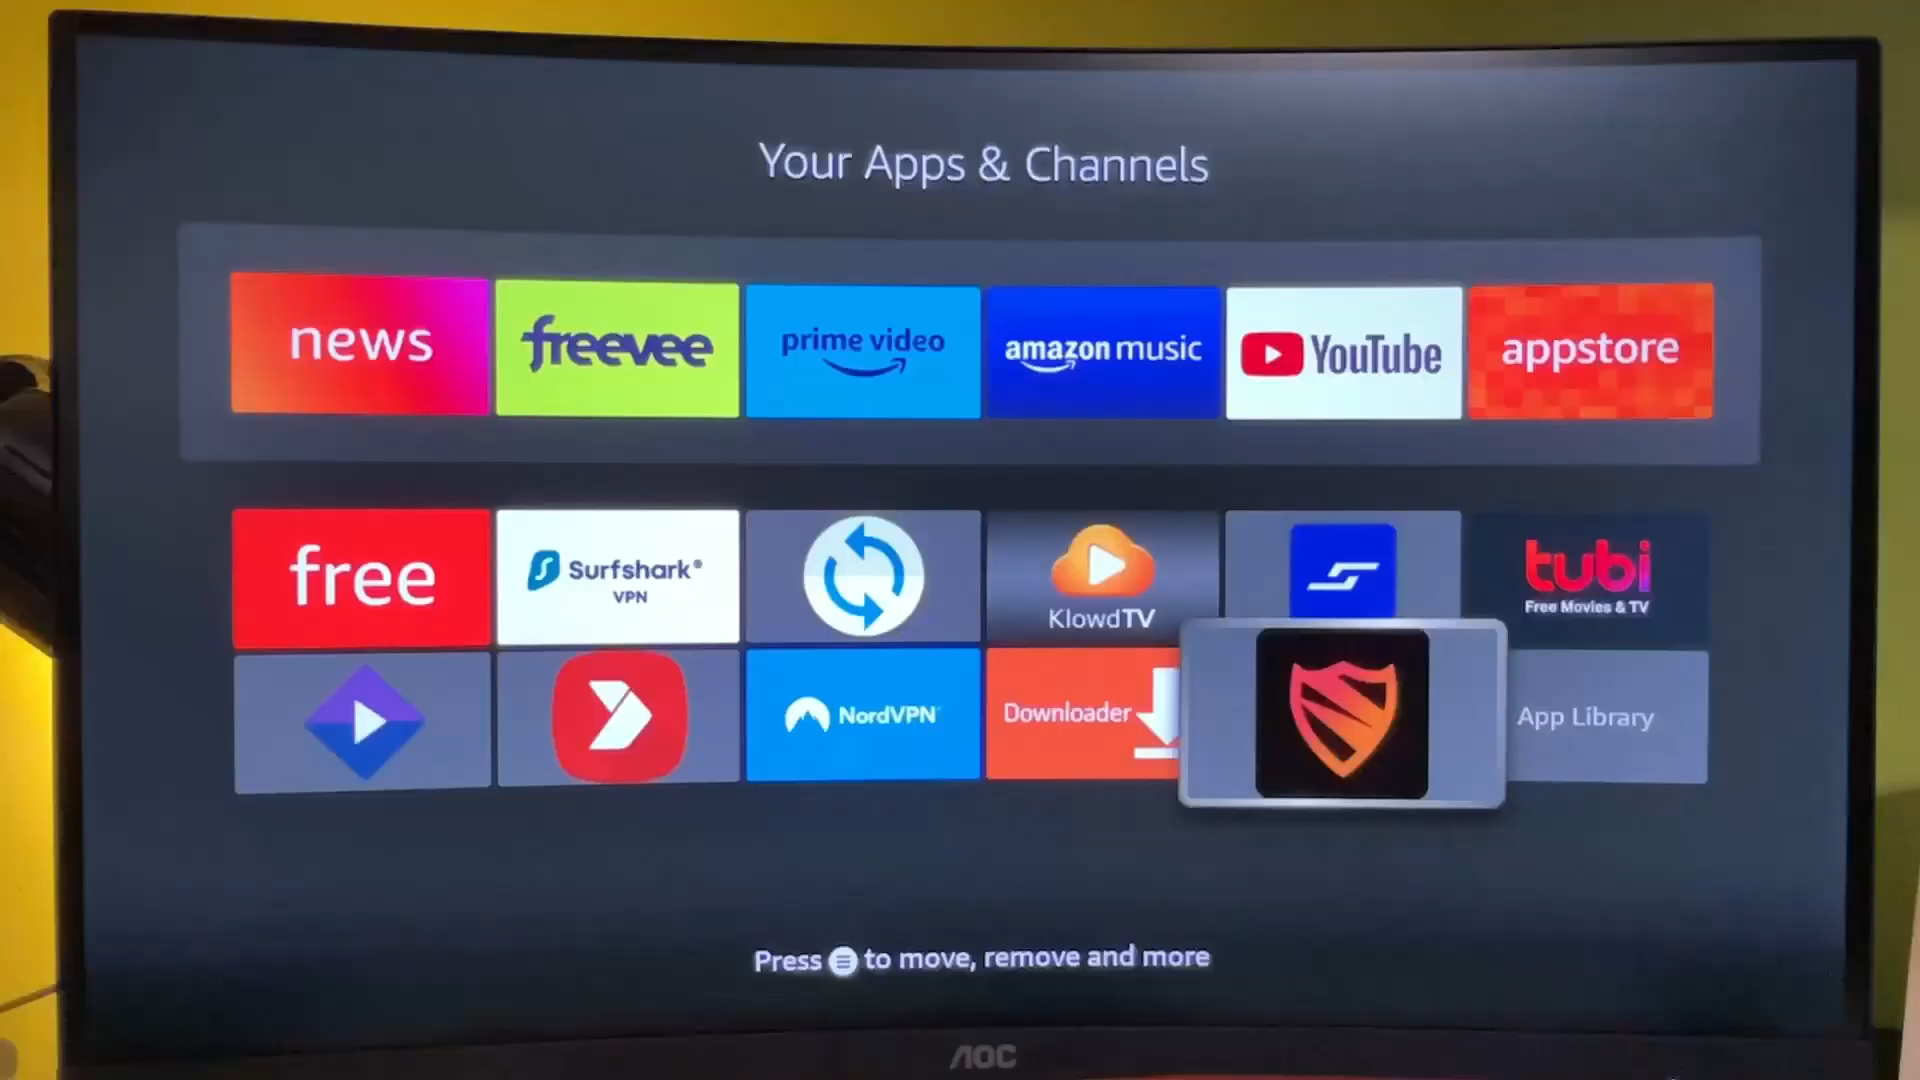 Your Apps & Channels
news
freevee
prime video
amazon music
YouTube
appstore
free
Surfshark®
VPN
KlowdTV
tubi
Free Movies & TV
NordVPN
Downloader
App Library
Press to move, remove and more
AOC